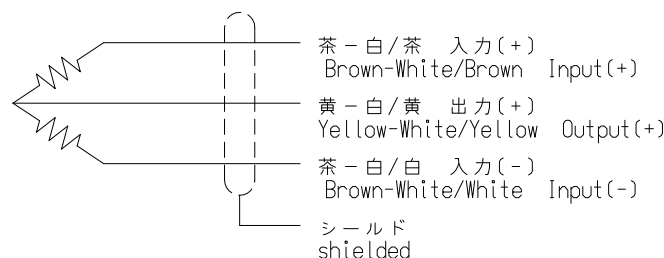 茶－白/茶 入力(+)
Brown-White/Brown Input(+)
黄－白/黄 出力(+)
Yellow-White/Yellow Output(+)
茶－白/白 入力(-)
Brown-White/White Input(-)
シールド
shielded